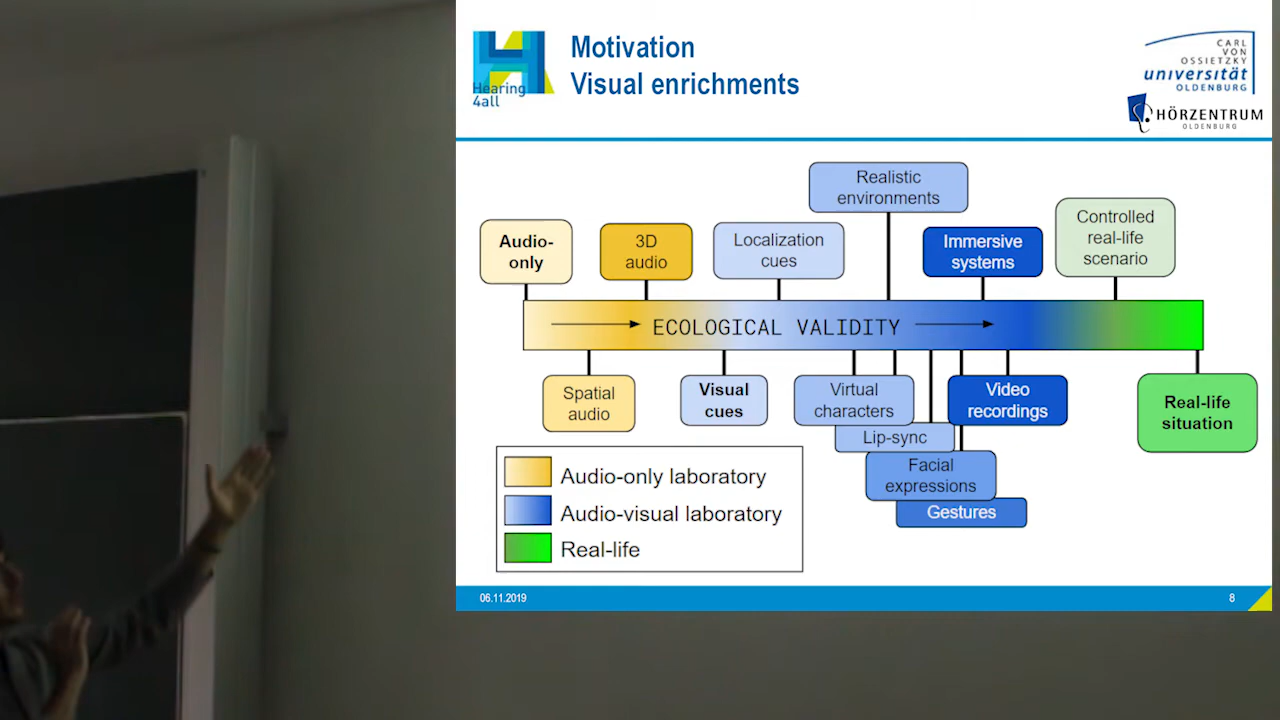 Motivation
Visual enrichments
Hearing
4all
CARL
VON
OSSIETZKY
universität
OLDENBURG
HÖRZENTRUM
OLDENBURG
Realistic
environments
Audio-
only
3D
audio
Localization
cues
Immersive
systems
Controlled
real-life
scenario
ECOLOGICAL VALIDITY
Spatial
audio
Visual
cues
Virtual
characters
Video
recordings
Real-life
situation
Lip-sync
Facial
expressions
Gestures
Audio-only laboratory
Audio-visual laboratory
Real-life
06.11.2019
8